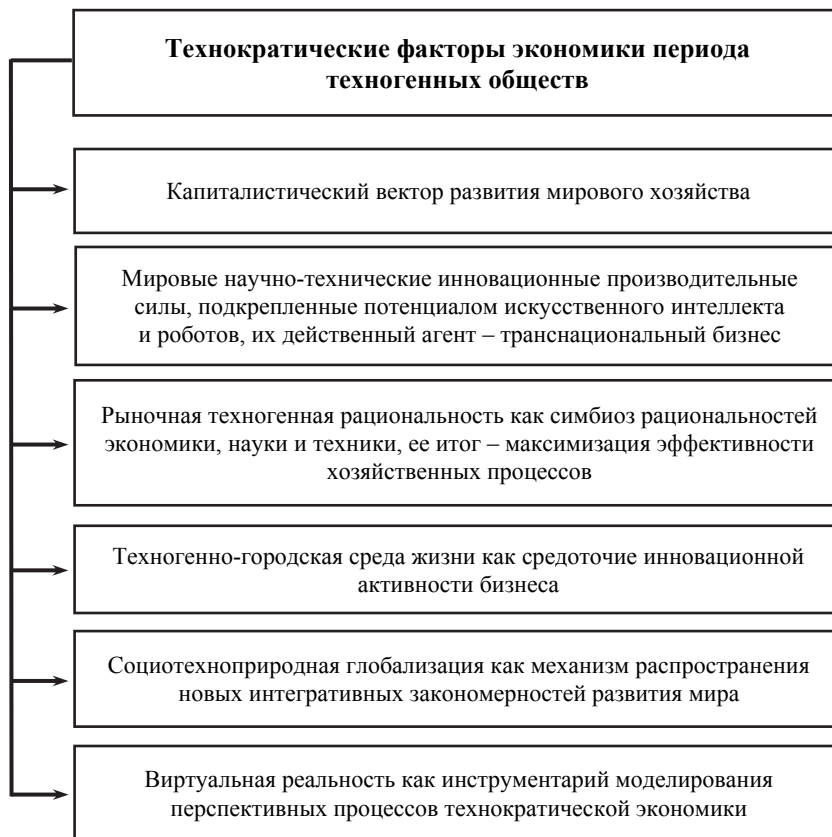 Технократические факторы экономики периода
техногенных обществ
Капиталистический вектор развития мирового хозяйства
Мировые научно-технические инновационные производительные
силы, подкрепленные потенциалом искусственного интеллекта
и роботов, их действенный агент – транснациональный бизнес
Рыночная техногенная рациональность как симбиоз рациональностей
экономики, науки и техники, ее итог – максимизация эффективности
хозяйственных процессов
Техногенно-городская среда жизни как средоточие инновационной
активности бизнеса
Социотехноприродная глобализация как механизм распространения
новых интегративных закономерностей развития мира
Виртуальная реальность как инструментарий моделирования
перспективных процессов технократической экономики